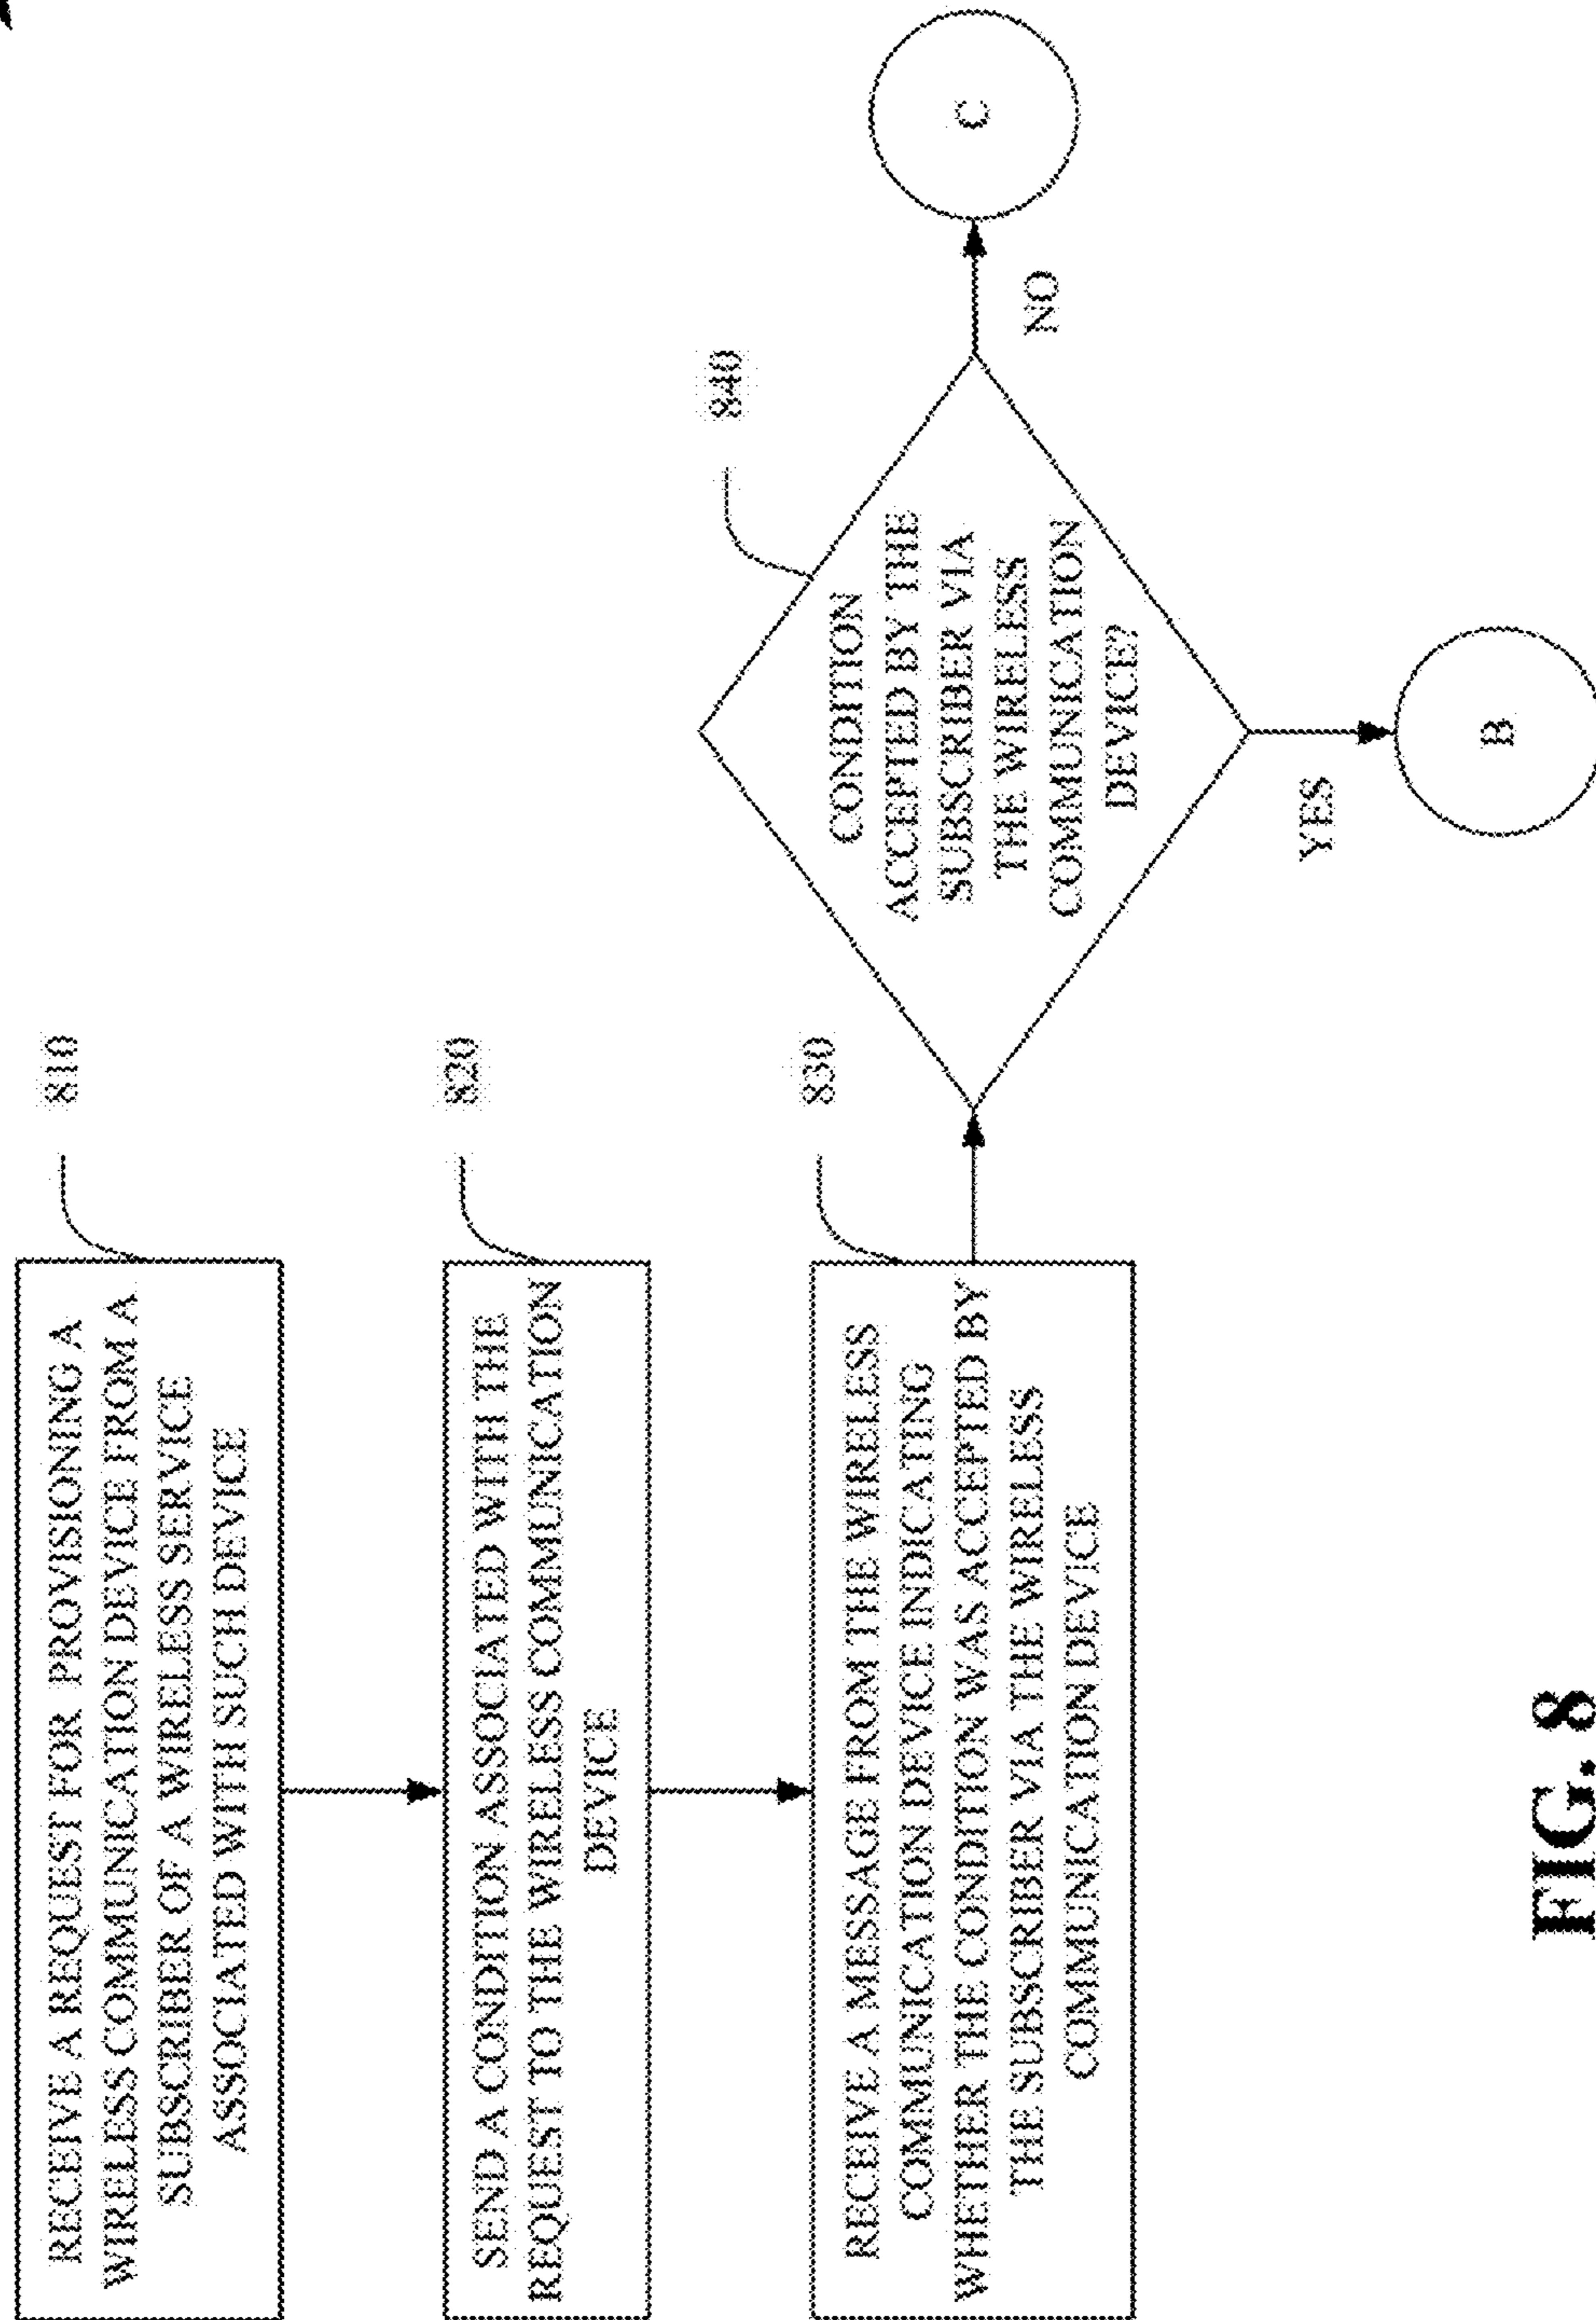 RECEIVE A REQUEST FOR PROVISIONING A
WIRELESS COMMUNICATION DEVICE FROM A
SUBSCRIBER OF A WIRELESS SERVICE
ASSOCIATED WITH SUCH DEVICE
810
SEND A CONDITION ASSOCIATED WITH THE
REQUEST TO THE WIRELESS COMMUNICATION
DEVICE
820
RECEIVE A MESSAGE FROM THE WIRELESS
COMMUNICATION DEVICE INDICATING
WHETHER THE CONDITION WAS ACCEPTED BY
THE SUBSCRIBER VIA THE WIRELESS
COMMUNICATION DEVICE
830
CONDITION
ACCEPTED BY THE
SUBSCRIBER VIA
THE WIRELESS
COMMUNICATION
DEVICE?
840
NO
C
YES
B
FIG. 8